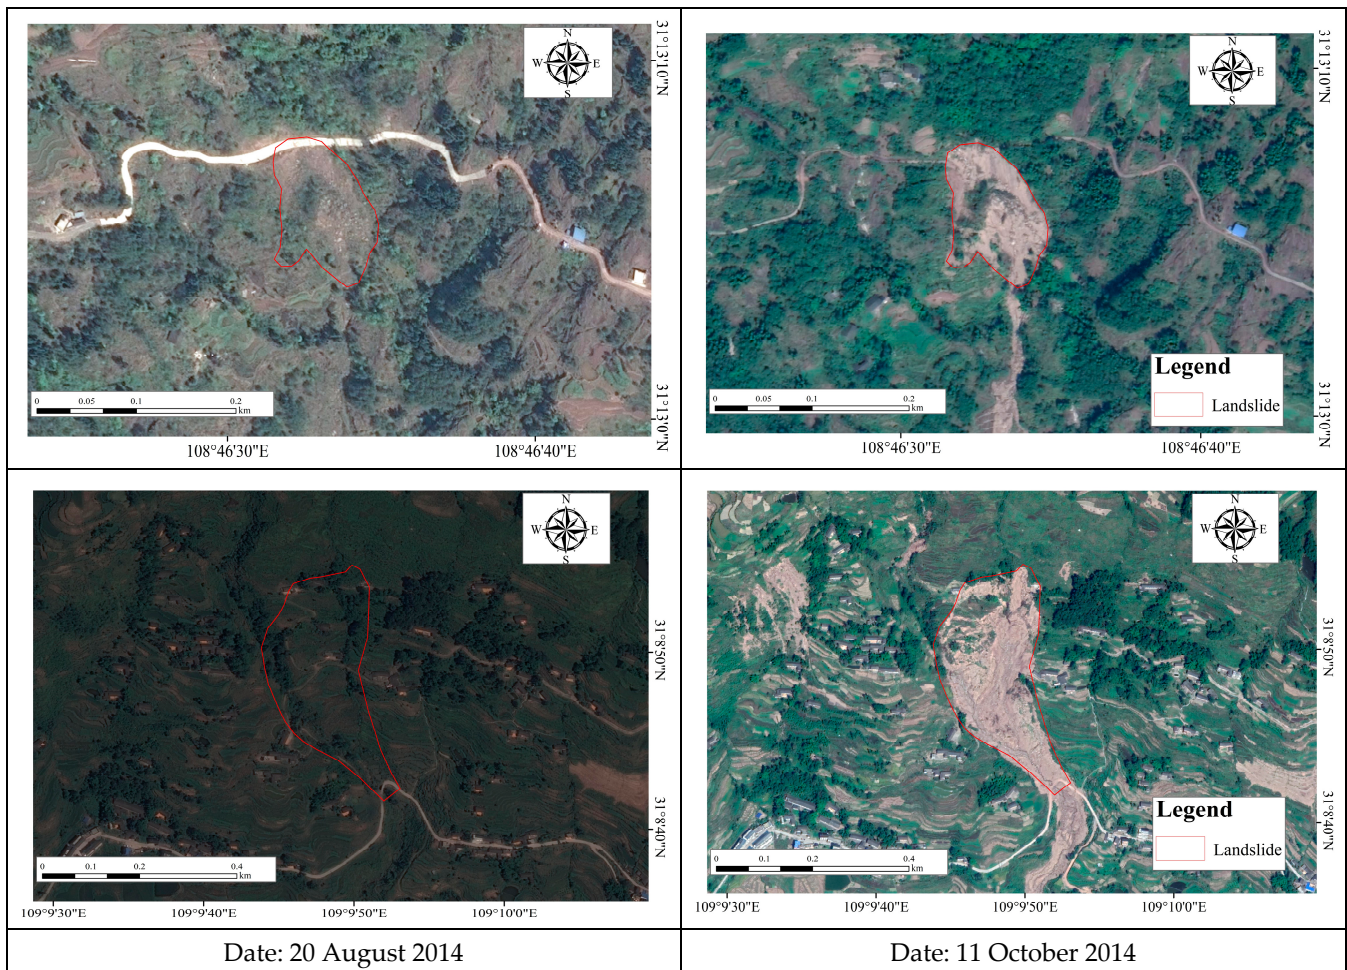 N
W E
S
31°13'10"N
31°13'0"N
0 0.05 0.1 0.2
km
108°46'30"E 108°46'40"E
N
W E
S
31°13'10"N
31°13'0"N
Legend
Landslide
0 0.05 0.1 0.2
km
108°46'30"E 108°46'40"E
N
W E
S
31°8'50"N
31°8'40"N
0 0.1 0.2 0.4
km
109°9'30"E 109°9'40"E 109°9'50"E 109°10'0"E
N
W E
S
31°8'50"N
31°8'40"N
Legend
Landslide
0 0.1 0.2 0.4
km
109°9'30"E 109°9'40"E 109°9'50"E 109°10'0"E
Date: 20 August 2014
Date: 11 October 2014